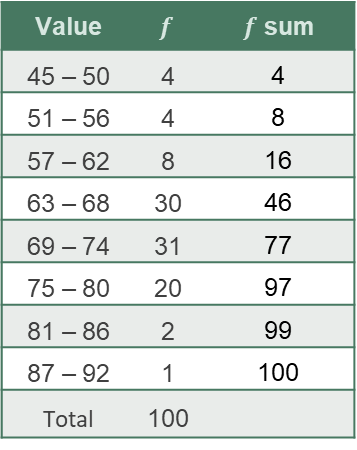 Value f f sum
45 – 50 4 4
51 – 56 4 8
57 – 62 8 16
63 – 68 30 46
69 – 74 31 77
75 – 80 20 97
81 – 86 2 99
87 – 92 1 100
Total 100